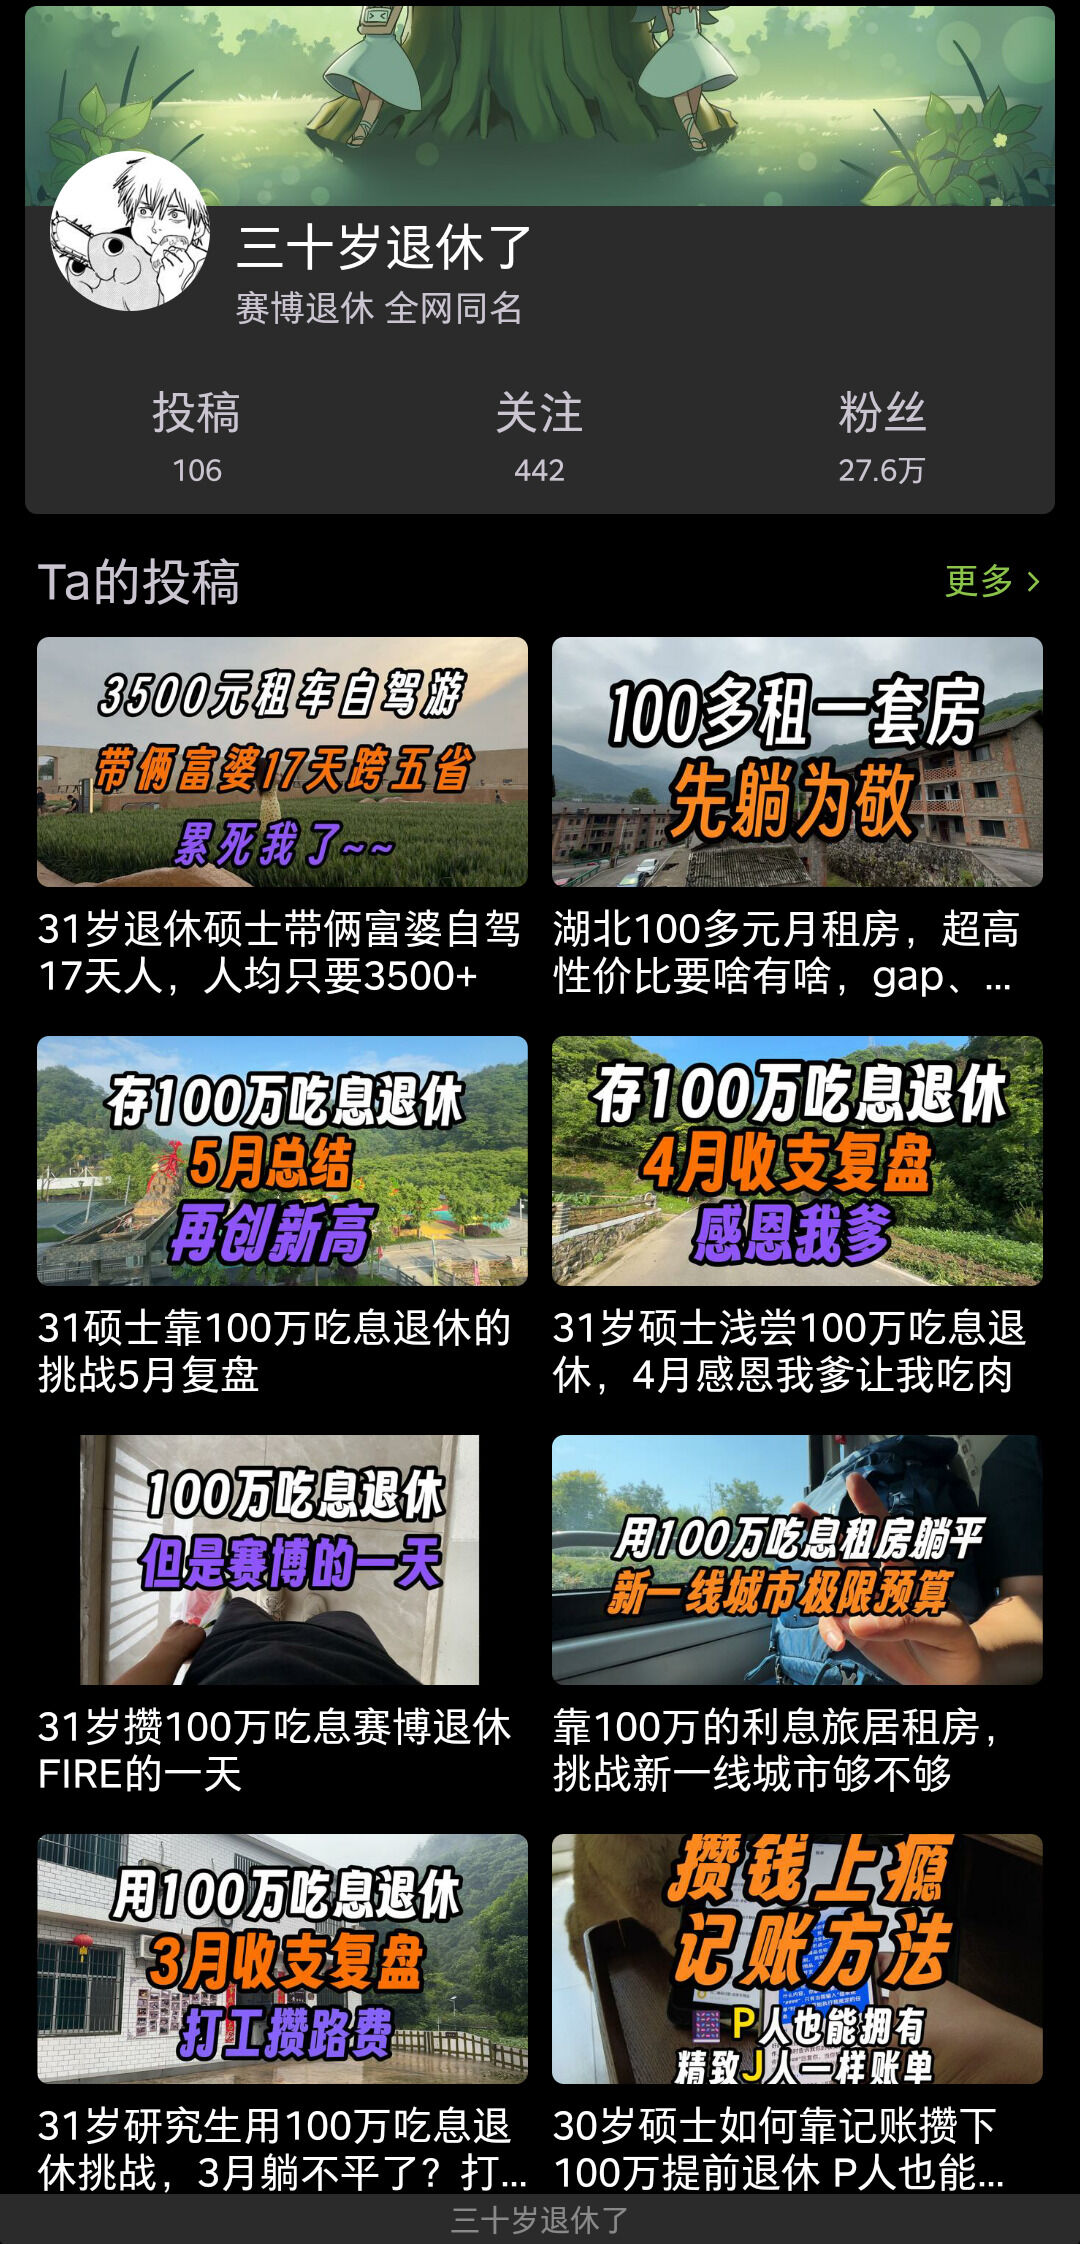 三十岁退休了
赛博退休 全网同名
投稿
关注
粉丝
106
442
27.6万
Ta的投稿
更多
3500元租车自驾游
带俩富婆17天跨五省
累死我了~~
31岁退休硕士带俩富婆自驾
17天人，人均只要3500+
100多租一套房
先躺为敬
湖北100多元月租房，超高
性价比要啥有啥，gap、...
存100万吃息退休
5月总结
再创新高
31硕士靠100万吃息退休的
挑战5月复盘
存100万吃息退休
4月收支复盘
感恩我爹
31岁硕士浅尝100万吃息退
休，4月感恩我爹让我吃肉
100万吃息退休
但是赛博的一天
31岁攒100万吃息赛博退休
FIRE的一天
用100万吃息租房躺平
新一线城市极限预算
靠100万的利息旅居租房，
挑战新一线城市够不够
用100万吃息退休
3月收支复盘
打工攒路费
31岁研究生用100万吃息退
休挑战，3月躺不平了？打...
攒钱上瘾
记账方法
P人也能拥有
精致J人一样账单
30岁硕士如何靠记账攒下
100万提前退休 P人也能...
三十岁退休了